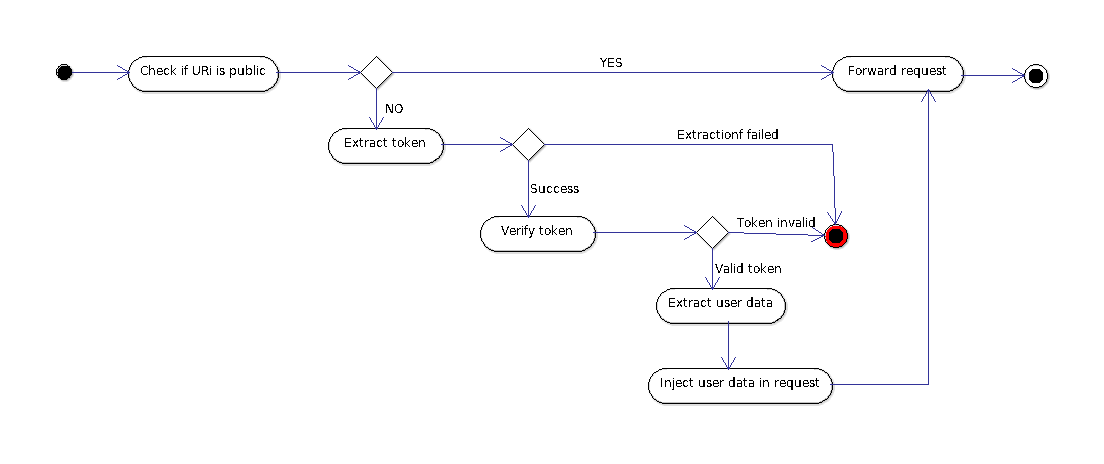 Check if URi is public
YES
Forward request
NO
Extract token
Extractionf failed
Success
Verify token
Token invalid
Valid token
Extract user data
Inject user data in request